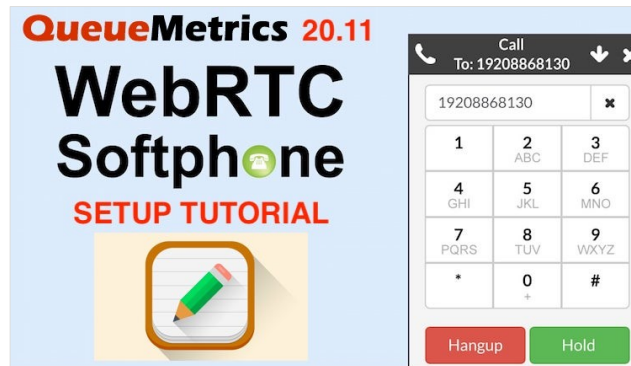 QueueMetrics 20.11
WebRTC
Softphone
SETUP TUTORIAL
Call
To: 19208868130
19208868130
1
2
ABC
3
DEF
4
GHI
5
JKL
6
MNO
7
PQRS
8
TUV
9
WXYZ
*
0
+
#
Hangup
Hold